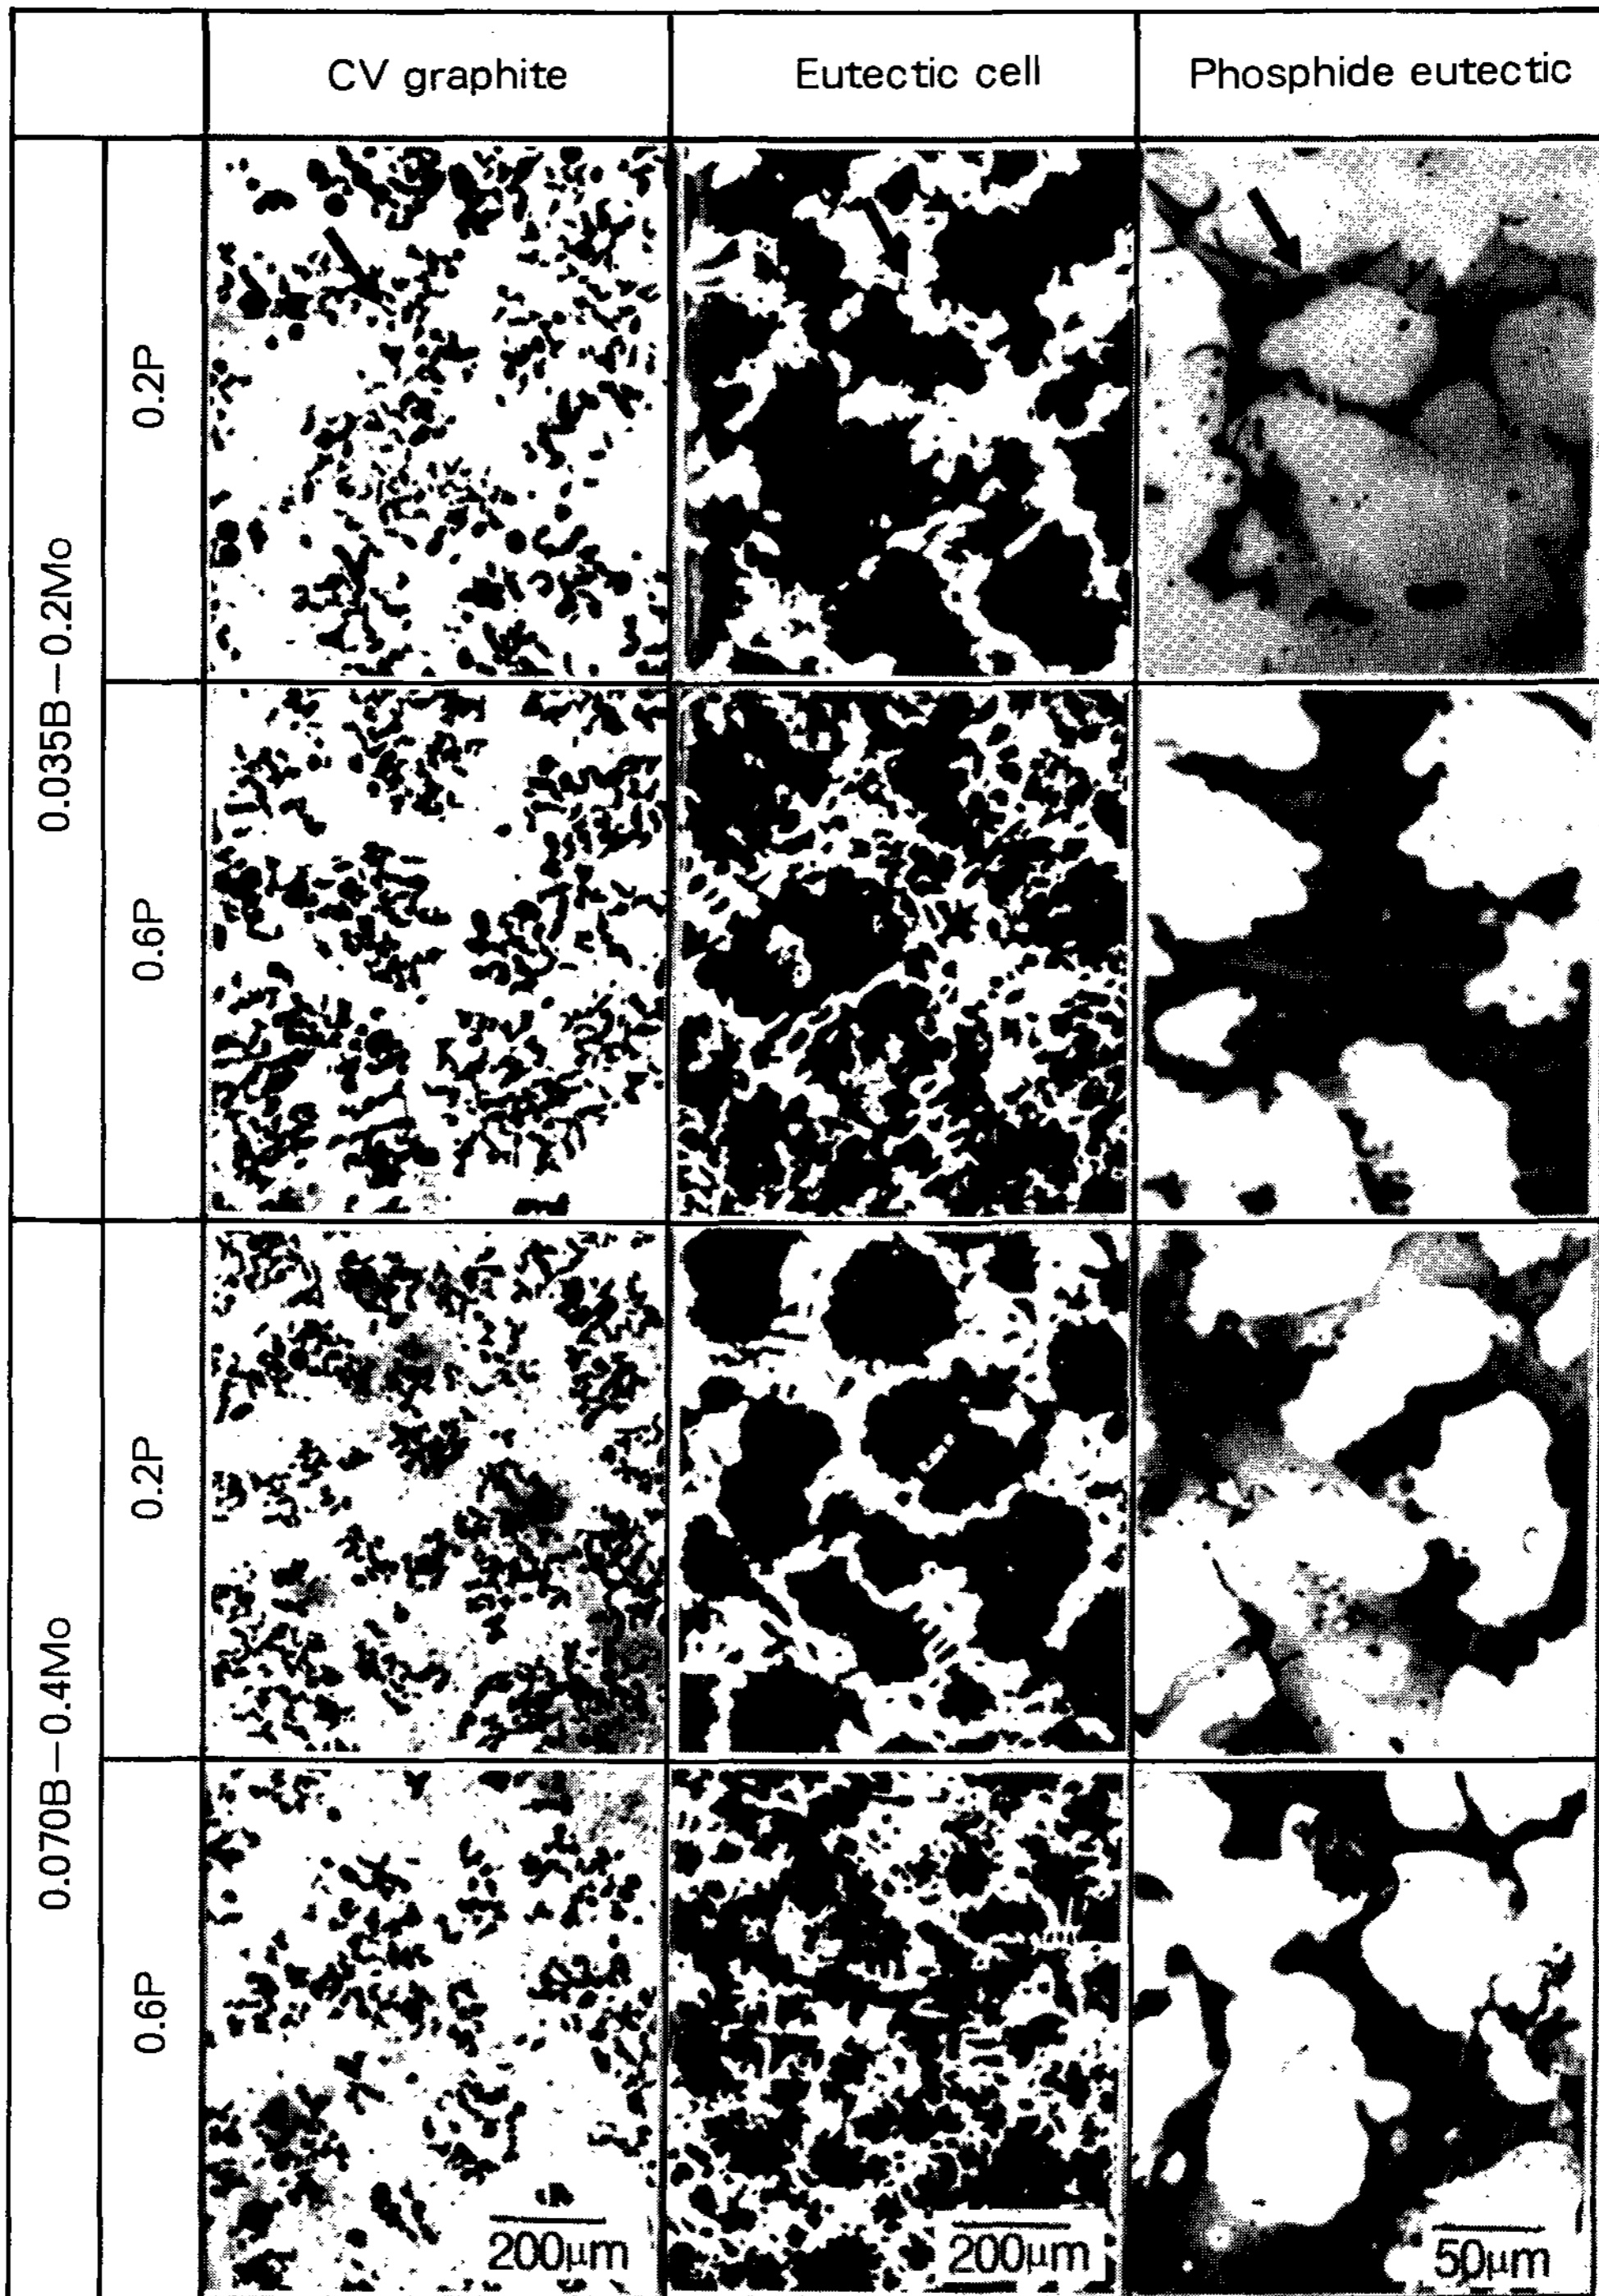 CV graphite
Eutectic cell
Phosphide eutectic
0.035B—0.2Mo
0.2P
0.6P
0.070B—0.4Mo
0.2P
0.6P
200μm
200μm
50μm